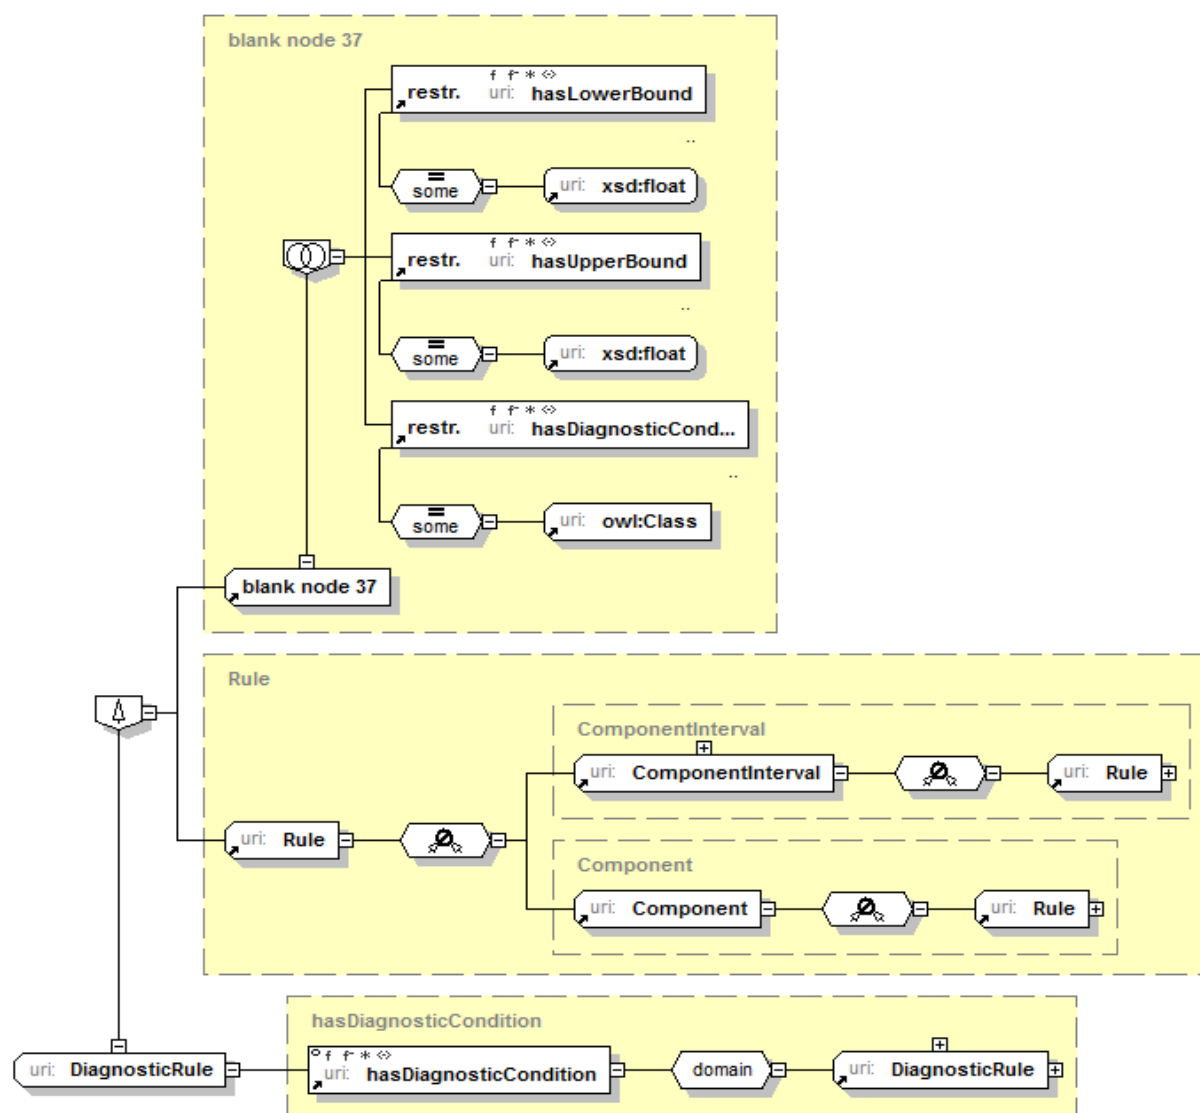 blank node 37
restr. uri: hasLowerBound
..
some uri: xsd:float
restr. uri: hasUpperBound
..
some uri: xsd:float
restr. uri: hasDiagnosticCond...
..
some uri: owl:Class
blank node 37
Rule
ComponentInterval
uri: ComponentInterval uri: Rule
uri: Rule
Component
uri: Component uri: Rule
hasDiagnosticCondition
uri: DiagnosticRule uri: hasDiagnosticCondition domain uri: DiagnosticRule